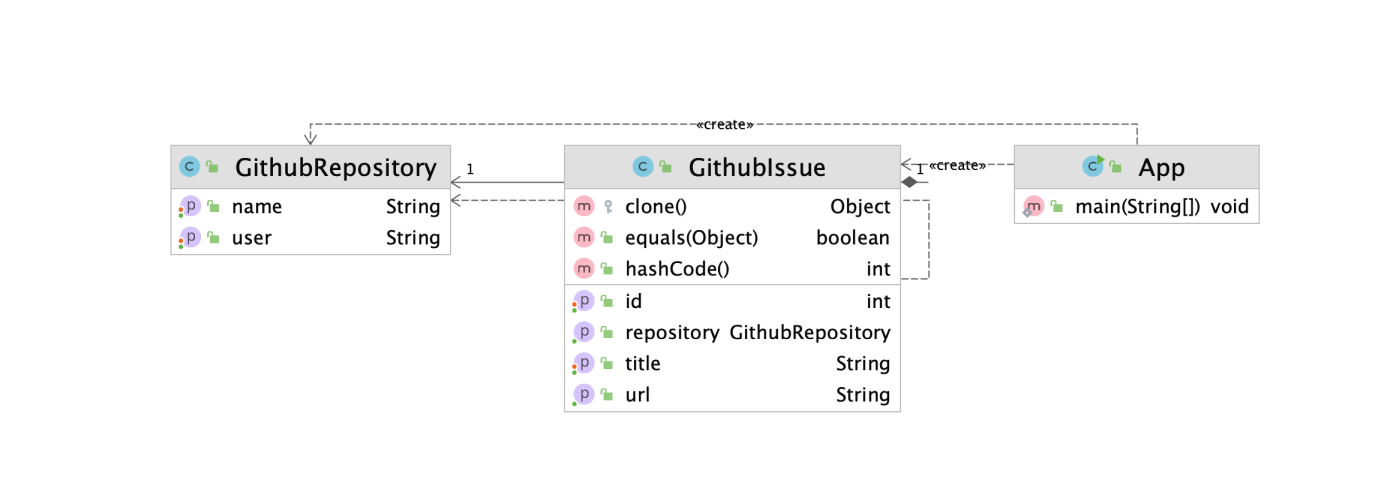 «create»
C GithubRepository
p name String
p user String
1
C GithubIssue
m clone() Object
m equals(Object) boolean
m hashCode() int
p id int
p repository GithubRepository
p title String
p url String
1 «create»
C App
m main(String[]) void